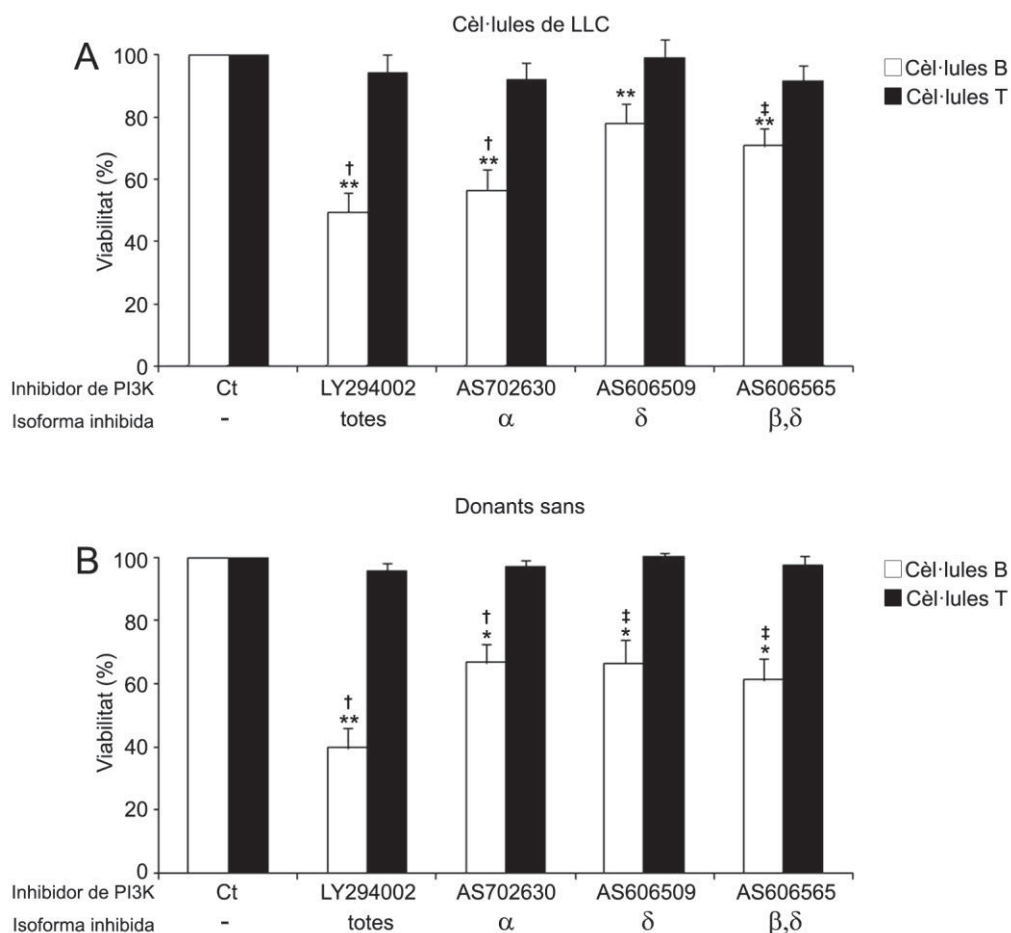 Cèl·lules de LLC
A
Cèl·lules B
Cèl·lules T
Viabilitat (%)
100
80
60
40
20
0
†
**
†
**
**
‡
**
Inhibidor de PI3K Ct LY294002 AS702630 AS606509 AS606565
Isoforma inhibida - totes α δ β,δ
Donants sans
B
Cèl·lules B
Cèl·lules T
Viabilitat (%)
100
80
60
40
20
0
†
**
†
*
‡
*
‡
*
Inhibidor de PI3K Ct LY294002 AS702630 AS606509 AS606565
Isoforma inhibida - totes α δ β,δ